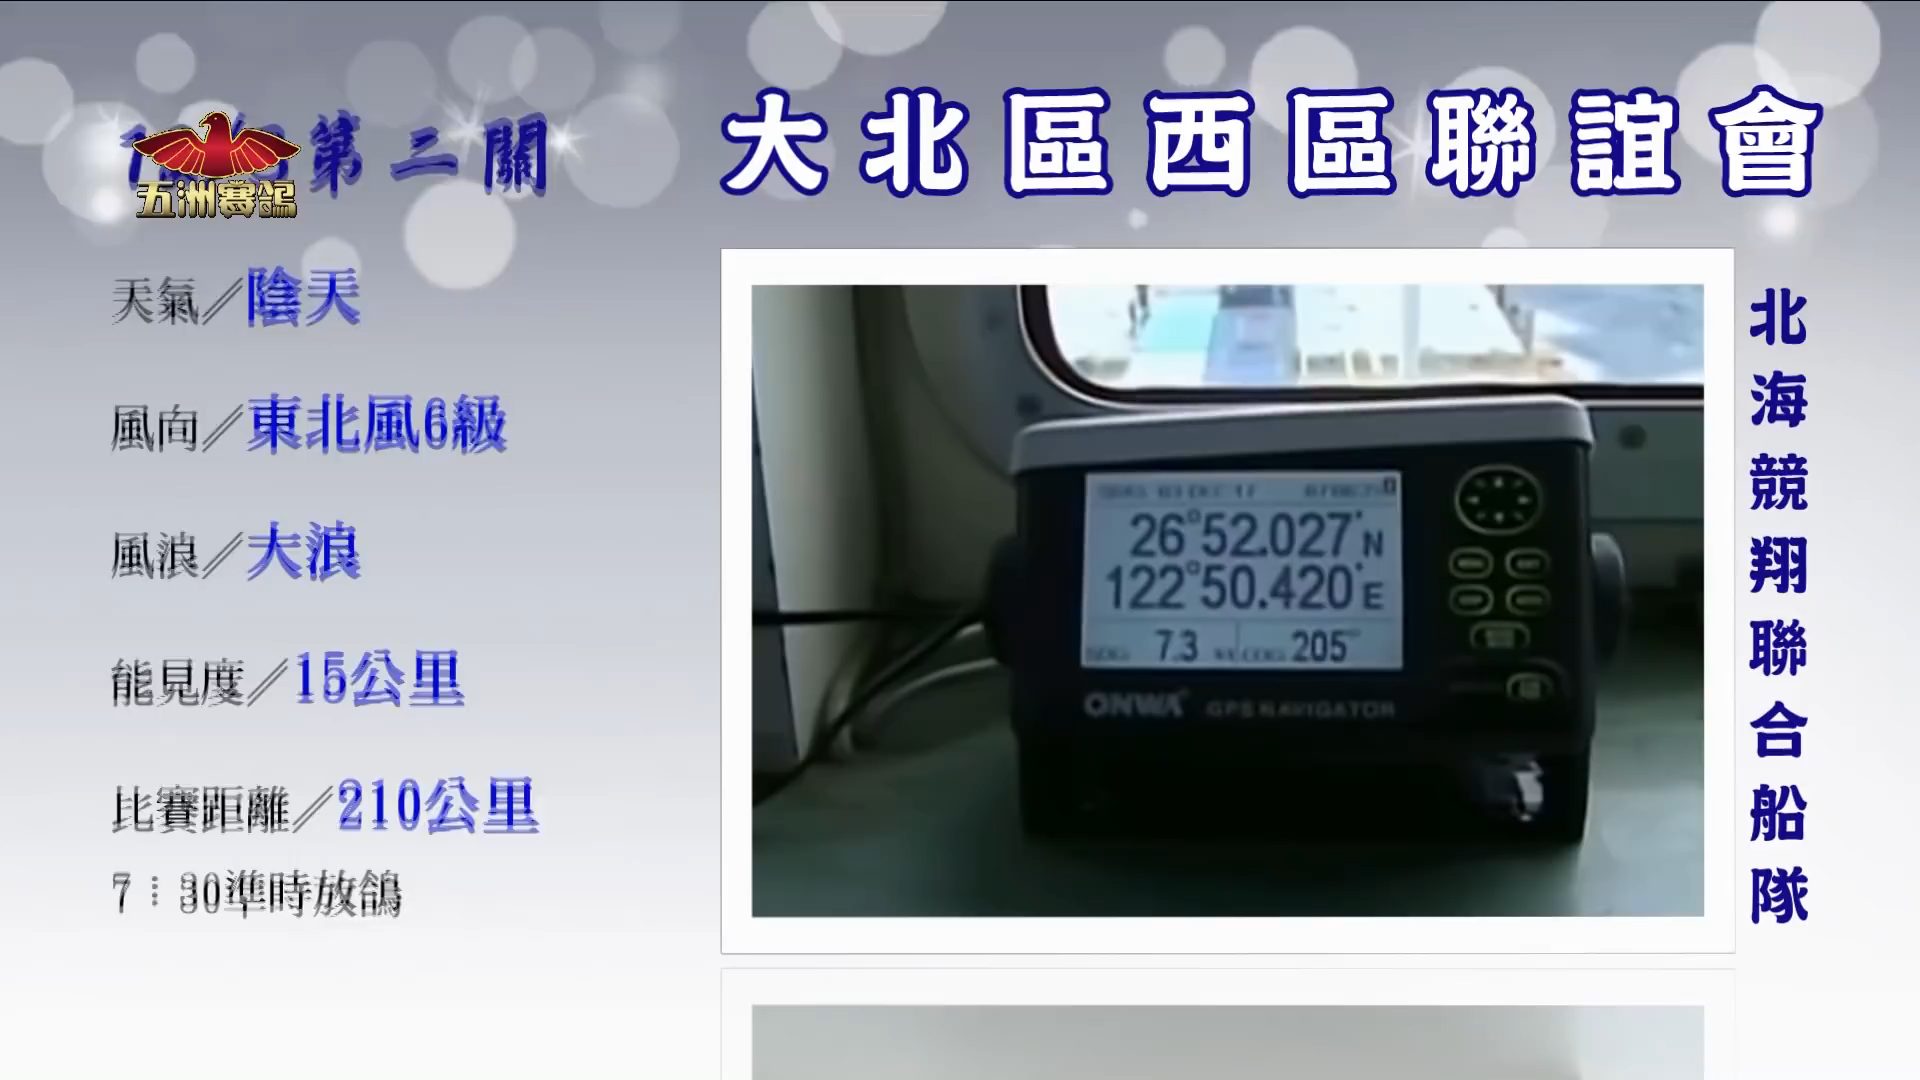 第二關
五洲賽鴿
大北區西區聯誼會
天氣／陰天
風向／東北風6級
風浪／大浪
能見度／15公里
比賽距離／210公里
7：30準時放鴿
26°52.027'N
122°50.420'E
7.3
205°
ONWA GPS NAVIGATOR
北海競翔聯合船隊